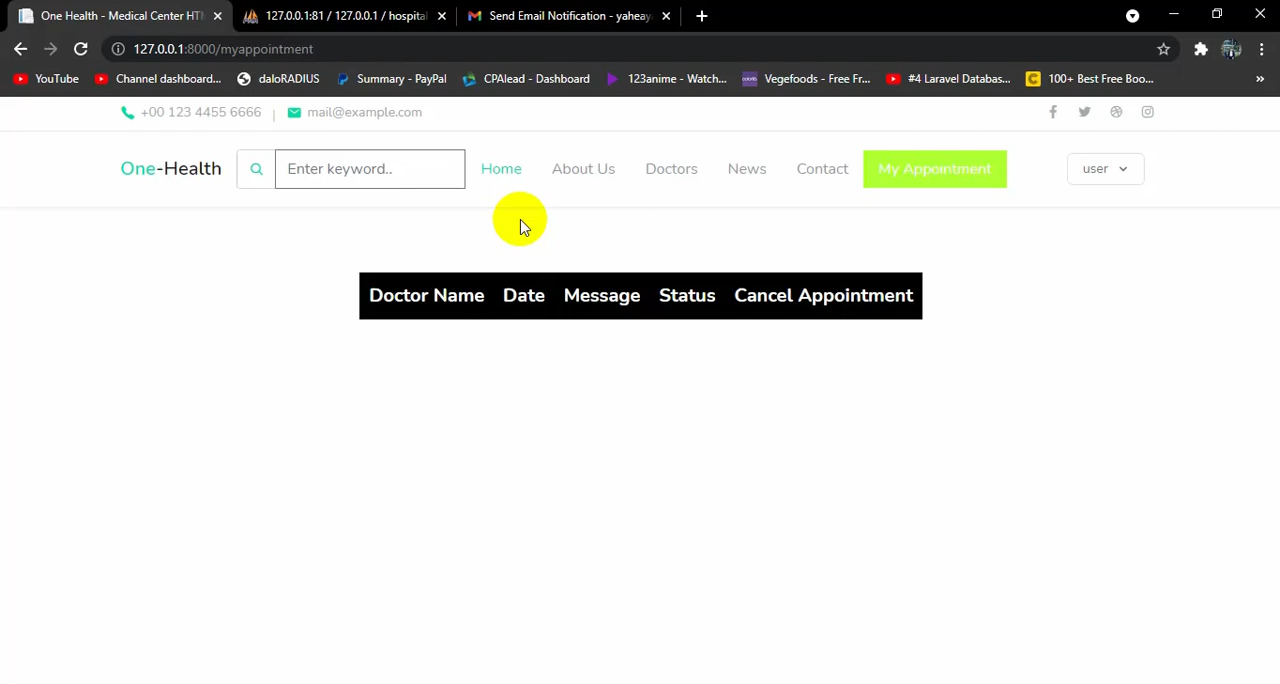 One Health - Medical Center HT
127.0.0.1:81 / 127.0.0.1 / hospital
Send Email Notification - yaheay
127.0.0.1:8000/myappointment
YouTube
Channel dashboard...
daloRADIUS
Summary - PayPal
CPAlead - Dashboard
123anime - Watch...
Vegefoods - Free Fr...
#4 Laravel Databas...
100+ Best Free Boo...
+00 123 4455 6666 | mail@example.com
One-Health
Enter keyword..
Home
About Us
Doctors
News
Contact
My Appointment
user
Doctor Name Date Message Status Cancel Appointment